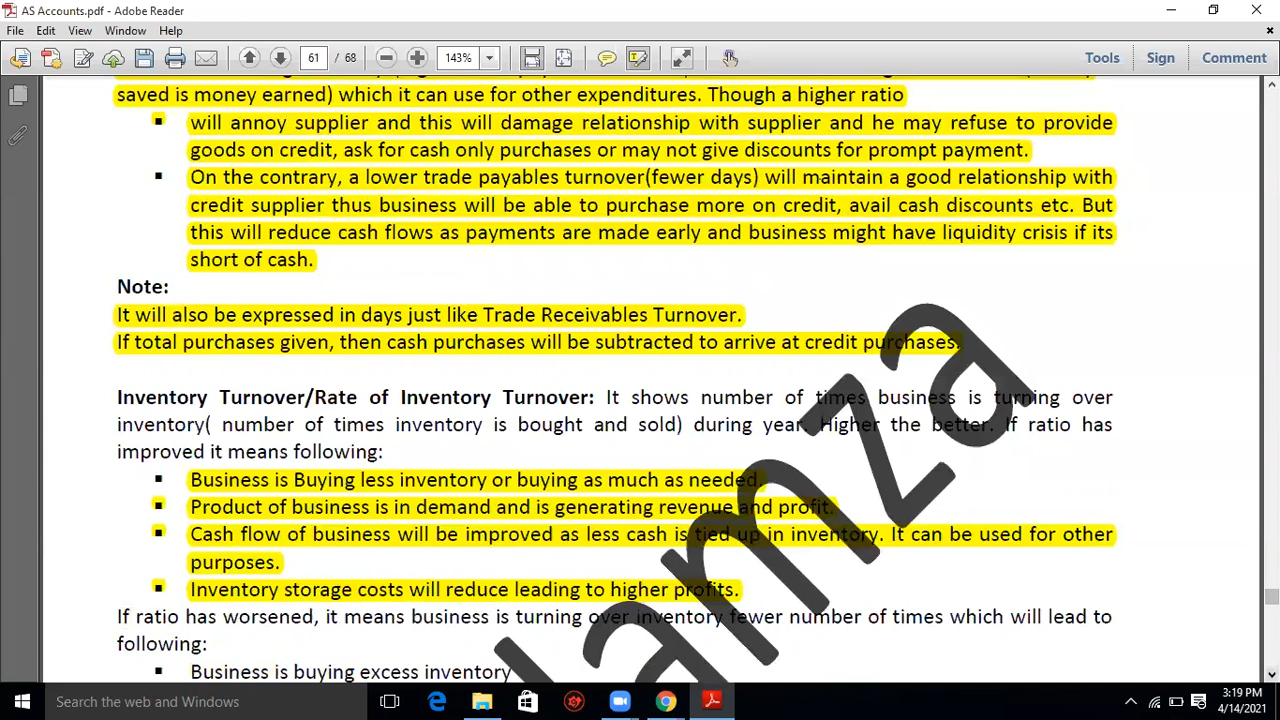 AS Accounts.pdf - Adobe Reader
File Edit View Window Help
61 / 68 143% Tools Sign Comment
saved is money earned) which it can use for other expenditures. Though a higher ratio
▪ will annoy supplier and this will damage relationship with supplier and he may refuse to provide
goods on credit, ask for cash only purchases or may not give discounts for prompt payment.
▪ On the contrary, a lower trade payables turnover(fewer days) will maintain a good relationship with
credit supplier thus business will be able to purchase more on credit, avail cash discounts etc. But
this will reduce cash flows as payments are made early and business might have liquidity crisis if its
short of cash.
Note:
It will also be expressed in days just like Trade Receivables Turnover.
If total purchases given, then cash purchases will be subtracted to arrive at credit purchases.
Inventory Turnover/Rate of Inventory Turnover: It shows number of times business is turning over
inventory( number of times inventory is bought and sold) during year. Higher the better. If ratio has
improved it means following:
▪ Business is Buying less inventory or buying as much as needed.
▪ Product of business is in demand and is generating revenue and profit.
▪ Cash flow of business will be improved as less cash is tied up in inventory. It can be used for other
purposes.
▪ Inventory storage costs will reduce leading to higher profits.
If ratio has worsened, it means business is turning over inventory fewer number of times which will lead to
following:
▪ Business is buying excess inventory
Search the web and Windows
3:19 PM
4/14/2021